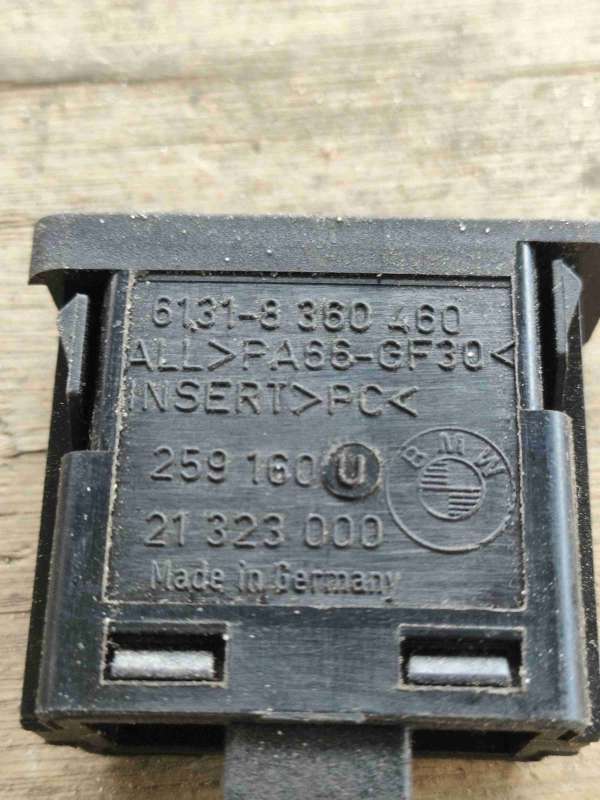 6131-8 360 460
ALL>PA66-GF30<
INSERT>PC<
259 160 U
BMW
21 323 000
Made in Germany